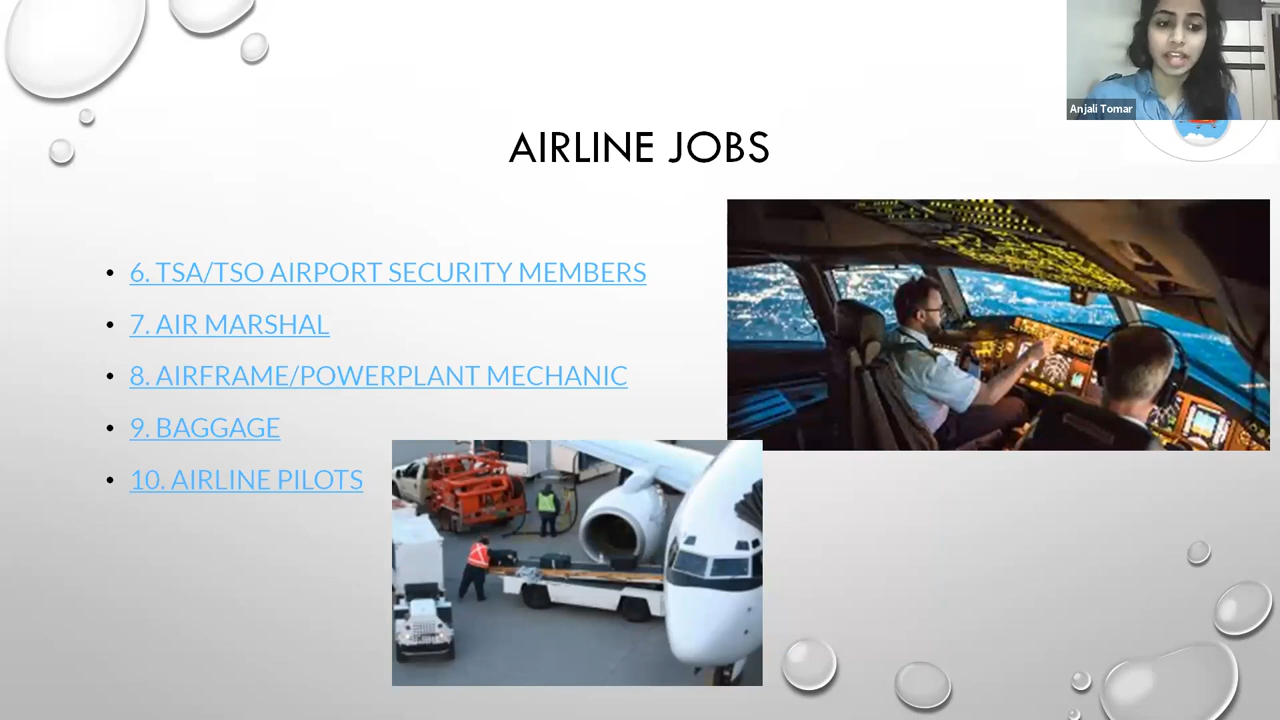 Anjali Tomar
AIRLINE JOBS
• 6. TSA/TSO AIRPORT SECURITY MEMBERS
• 7. AIR MARSHAL
• 8. AIRFRAME/POWERPLANT MECHANIC
• 9. BAGGAGE
• 10. AIRLINE PILOTS